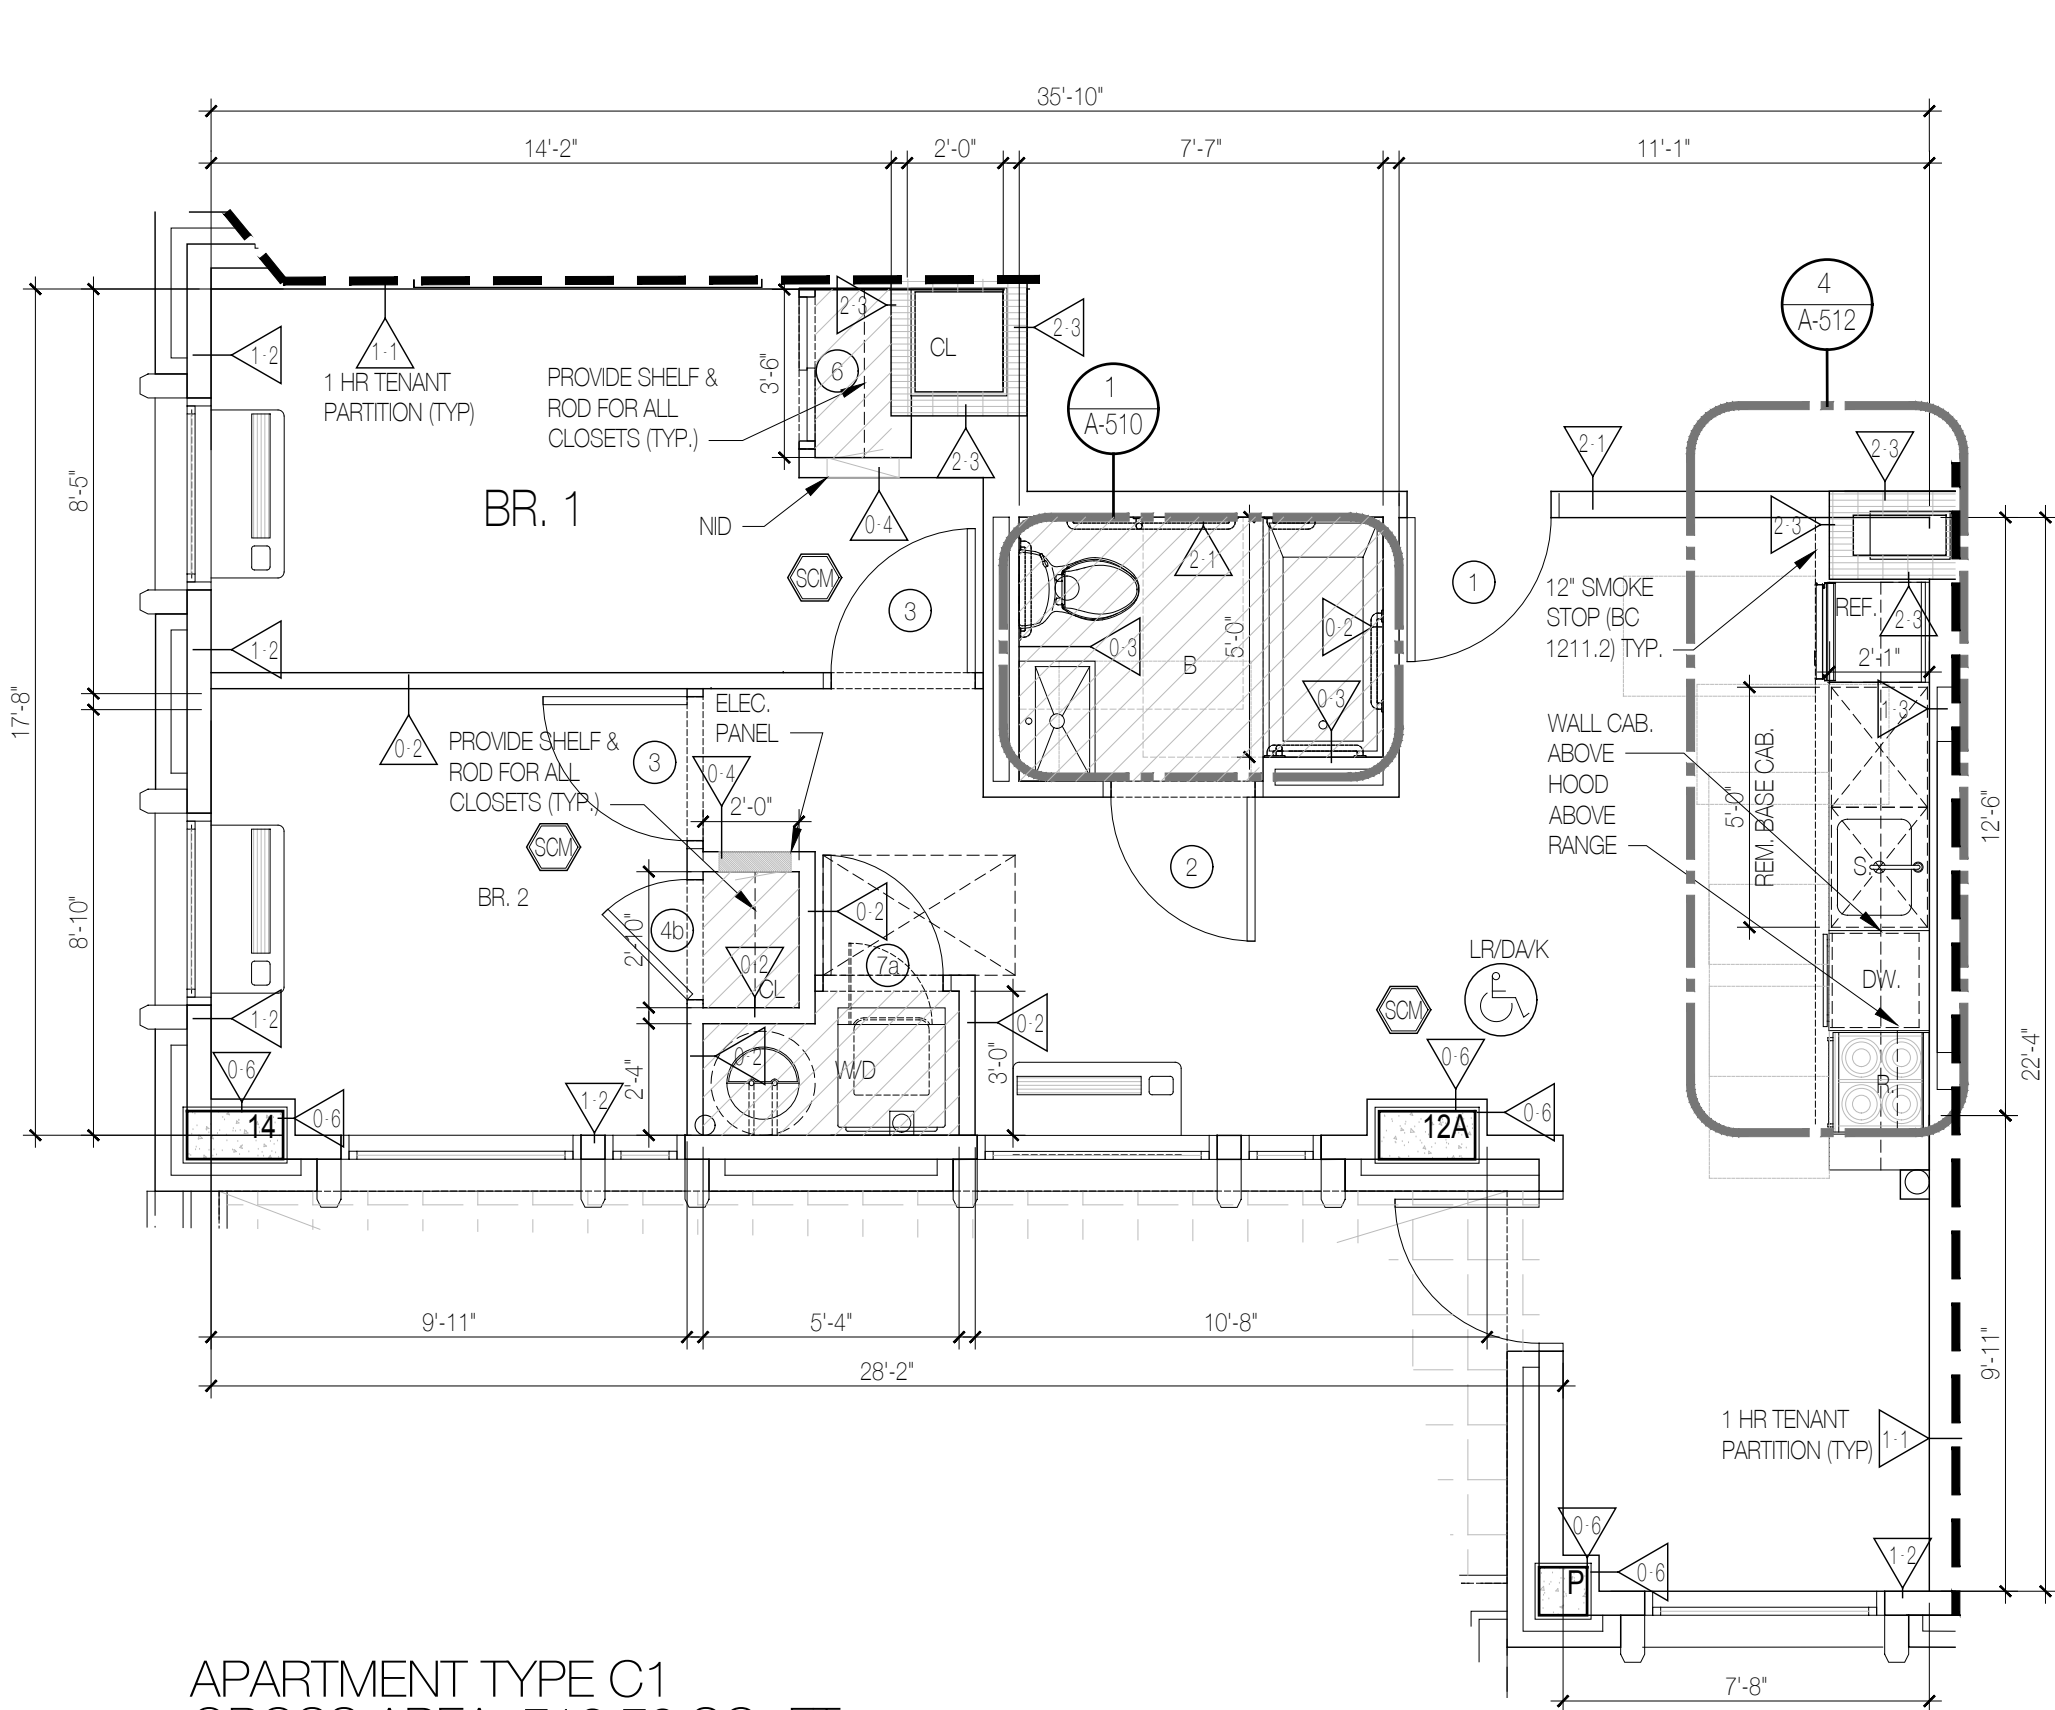 35'-10"
14'-2"
2'-0"
7'-7"
11'-1"
4
A-512
1
A-510
2-3
2-3
CL
2-3
6
3'-6"
1-2
1-1
1 HR TENANT
PARTITION (TYP)
PROVIDE SHELF &
ROD FOR ALL
CLOSETS (TYP.)
BR. 1
NID
0-4
SCM
3
8'-5"
17'-8"
1-2
2-1
2-3
2-3
1
2-1
0-2
0-3
0-3
B
5'-0"
12" SMOKE
STOP (BC
1211.2) TYP.
REF.
2-3
2'-1"
1-3
WALL CAB.
ABOVE
HOOD
ABOVE
RANGE
5'-0"
REM. BASE CAB.
S.
DW.
R.
12'-6"
22'-4"
0-2
PROVIDE SHELF &
ROD FOR ALL
CLOSETS (TYP.)
3
ELEC.
PANEL
0-4
2'-0"
SCM
BR. 2
8'-10"
2'-10"
4b
0-2
0-2
CL
7a
2
LR/DA/K
SCM
1-2
0-6
0-6
14
1-2
2'-4"
0-2
W/D
0-2
3'-0"
0-6
0-6
12A
9'-11"
5'-4"
10'-8"
28'-2"
9'-11"
1 HR TENANT
PARTITION (TYP)
1-1
0-6
P
0-6
1-2
7'-8"
APARTMENT TYPE C1